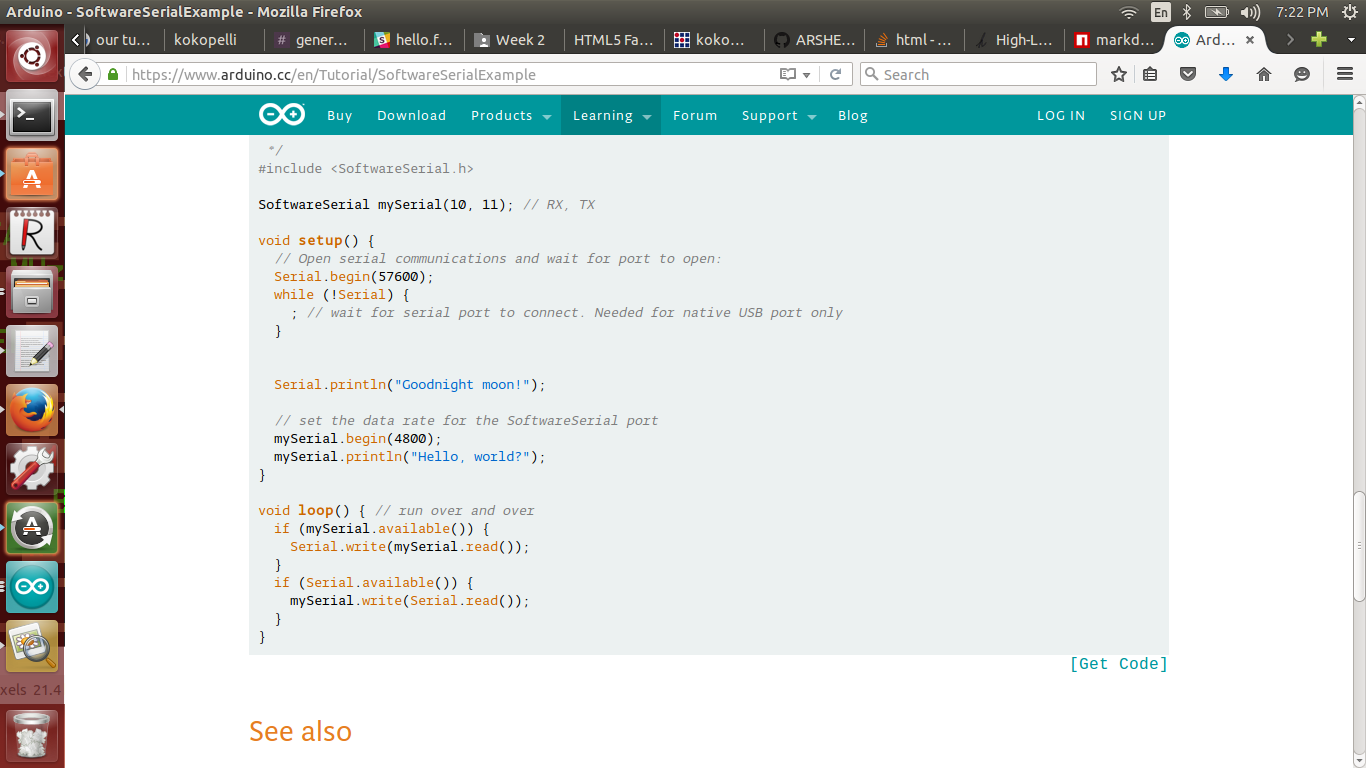 Arduino - SoftwareSerialExample - Mozilla Firefox
En
7:22 PM
our tu...
kokopelli
# gener...
hello.f...
Week 2
HTML5 Fa...
koko...
ARSHE...
html - ...
High-L...
markd...
Ard...
https://www.arduino.cc/en/Tutorial/SoftwareSerialExample
Search
Buy
Download
Products
Learning
Forum
Support
Blog
LOG IN
SIGN UP
*/
#include <SoftwareSerial.h>
SoftwareSerial mySerial(10, 11); // RX, TX
void setup() {
// Open serial communications and wait for port to open:
Serial.begin(57600);
while (!Serial) {
; // wait for serial port to connect. Needed for native USB port only
}
Serial.println("Goodnight moon!");
// set the data rate for the SoftwareSerial port
mySerial.begin(4800);
mySerial.println("Hello, world?");
}
void loop() { // run over and over
if (mySerial.available()) {
Serial.write(mySerial.read());
}
if (Serial.available()) {
mySerial.write(Serial.read());
}
}
[Get Code]
xels 21.4
See also